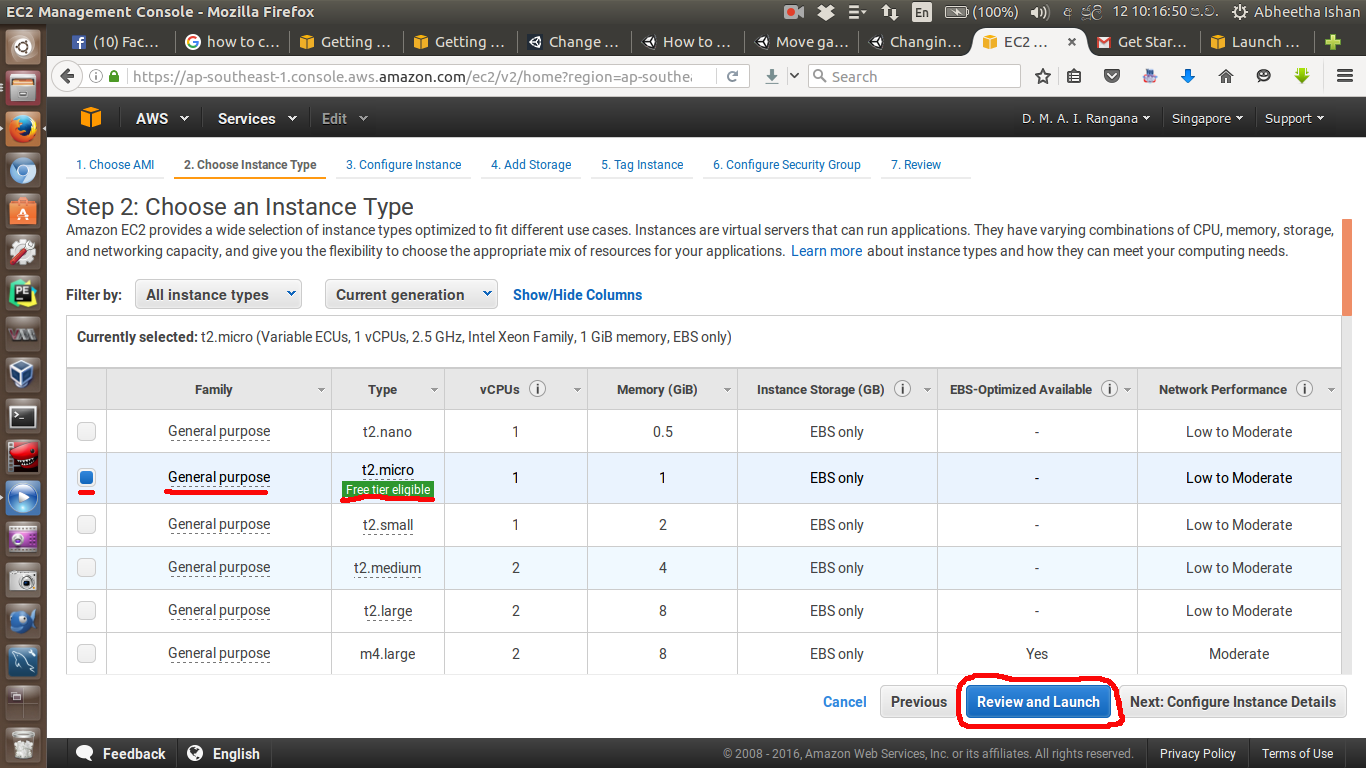 EC2 Management Console - Mozilla Firefox
En (100%) අ ජූලි 12 10:16:50 ප.ව. Abheetha Ishan
(10) Fac... how to c... Getting ... Getting ... Change ... How to ... Move ga... Changin... EC2 ... Get Star... Launch ...
https://ap-southeast-1.console.aws.amazon.com/ec2/v2/home?region=ap-southea Search
AWS Services Edit D. M. A. I. Rangana Singapore Support
1. Choose AMI 2. Choose Instance Type 3. Configure Instance 4. Add Storage 5. Tag Instance 6. Configure Security Group 7. Review
Step 2: Choose an Instance Type
Amazon EC2 provides a wide selection of instance types optimized to fit different use cases. Instances are virtual servers that can run applications. They have varying combinations of CPU, memory, storage,
and networking capacity, and give you the flexibility to choose the appropriate mix of resources for your applications. Learn more about instance types and how they can meet your computing needs.
Filter by: All instance types Current generation Show/Hide Columns
Currently selected: t2.micro (Variable ECUs, 1 vCPUs, 2.5 GHz, Intel Xeon Family, 1 GiB memory, EBS only)
Family Type vCPUs Memory (GiB) Instance Storage (GB) EBS-Optimized Available Network Performance
General purpose t2.nano 1 0.5 EBS only - Low to Moderate
General purpose t2.micro 1 1 EBS only - Low to Moderate
Free tier eligible
General purpose t2.small 1 2 EBS only - Low to Moderate
General purpose t2.medium 2 4 EBS only - Low to Moderate
General purpose t2.large 2 8 EBS only - Low to Moderate
General purpose m4.large 2 8 EBS only Yes Moderate
Cancel Previous Review and Launch Next: Configure Instance Details
Feedback English © 2008 - 2016, Amazon Web Services, Inc. or its affiliates. All rights reserved. Privacy Policy Terms of Use